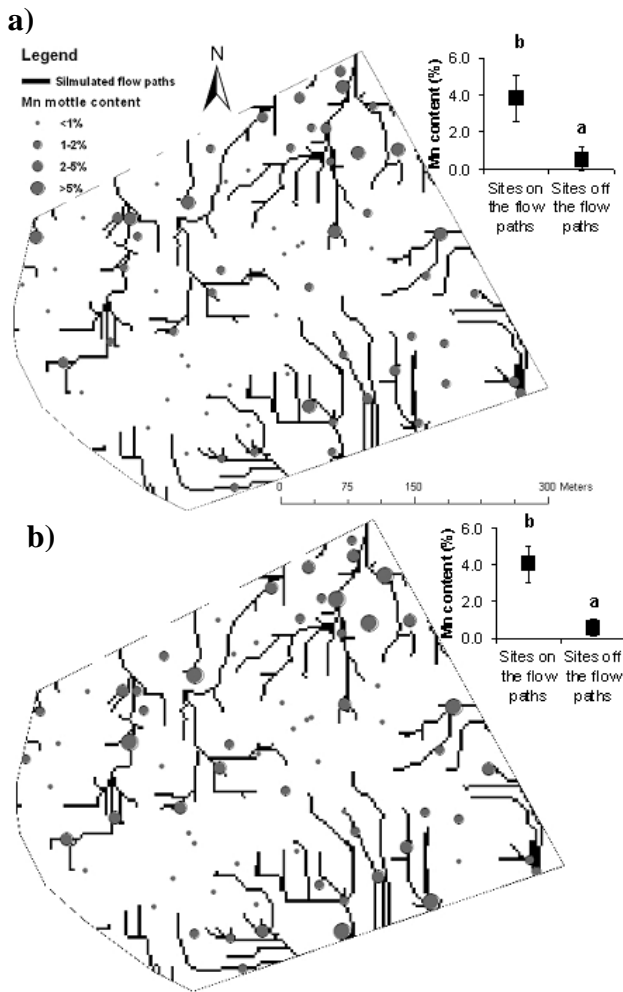 a)
Legend
Silmulated flow paths
Mn mottle content
<1%
1-2%
2-5%
>5%
N
Mn content (%)
6.0
4.0
2.0
0.0
b
a
Sites on the flow paths
Sites off the flow paths
0 75 150 300 Meters
b)
Mn content (%)
6.0
4.0
2.0
0.0
b
a
Sites on the flow paths
Sites off the flow paths